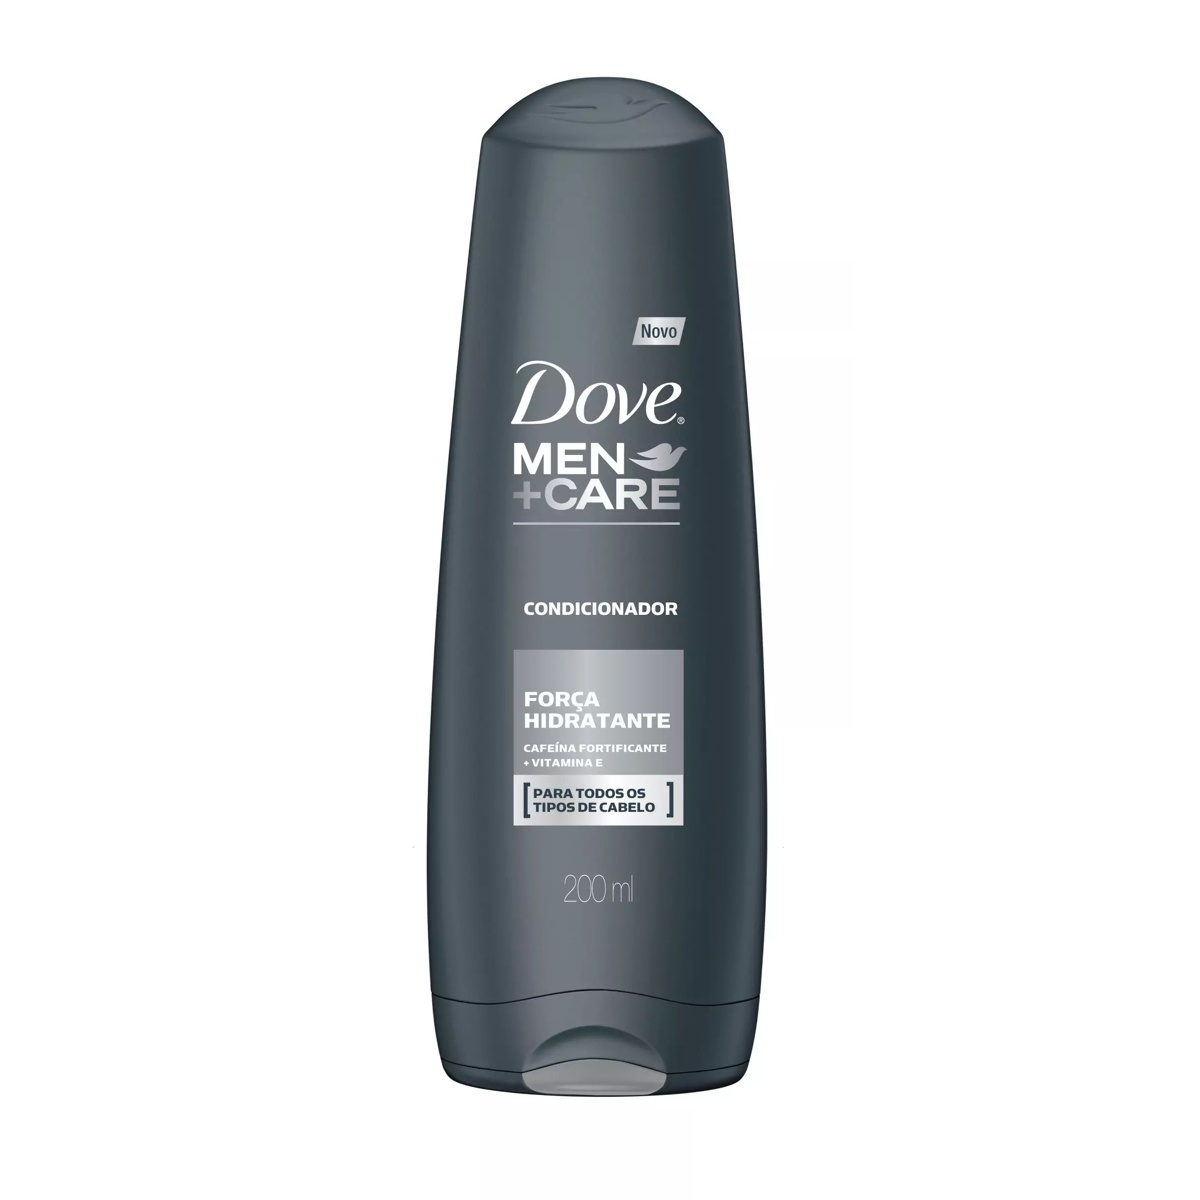 Novo
Dove®
MEN
+CARE
CONDICIONADOR
FORÇA
HIDRATANTE
CAFEÍNA FORTIFICANTE
+ VITAMINA E
[PARA TODOS OS
TIPOS DE CABELO]
200 ml